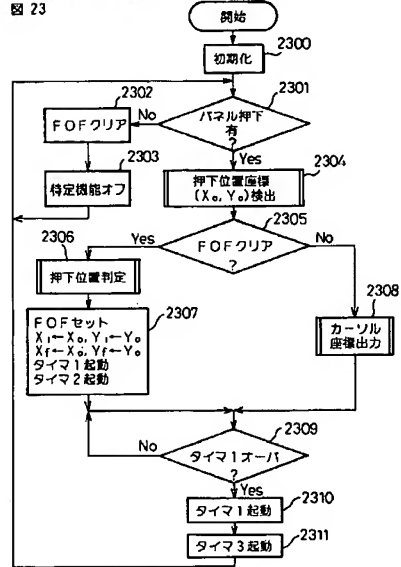 図 23
開始
2300
初期化
2301
パネル押下
有
?
No
Yes
2302
FOFクリア
2303
特定機能オフ
2304
押下位置座標
(X₀, Y₀)検出
2305
FOFクリア
?
Yes
No
2306
押下位置判定
2307
FOFセット
X₁←X₀, Y₁←Y₀
Xf←X₀, Yf←Y₀
タイマ1起動
タイマ2起動
2308
カーソル
座標出力
2309
タイマ1オーバ
?
No
Yes
2310
タイマ1起動
2311
タイマ3起動